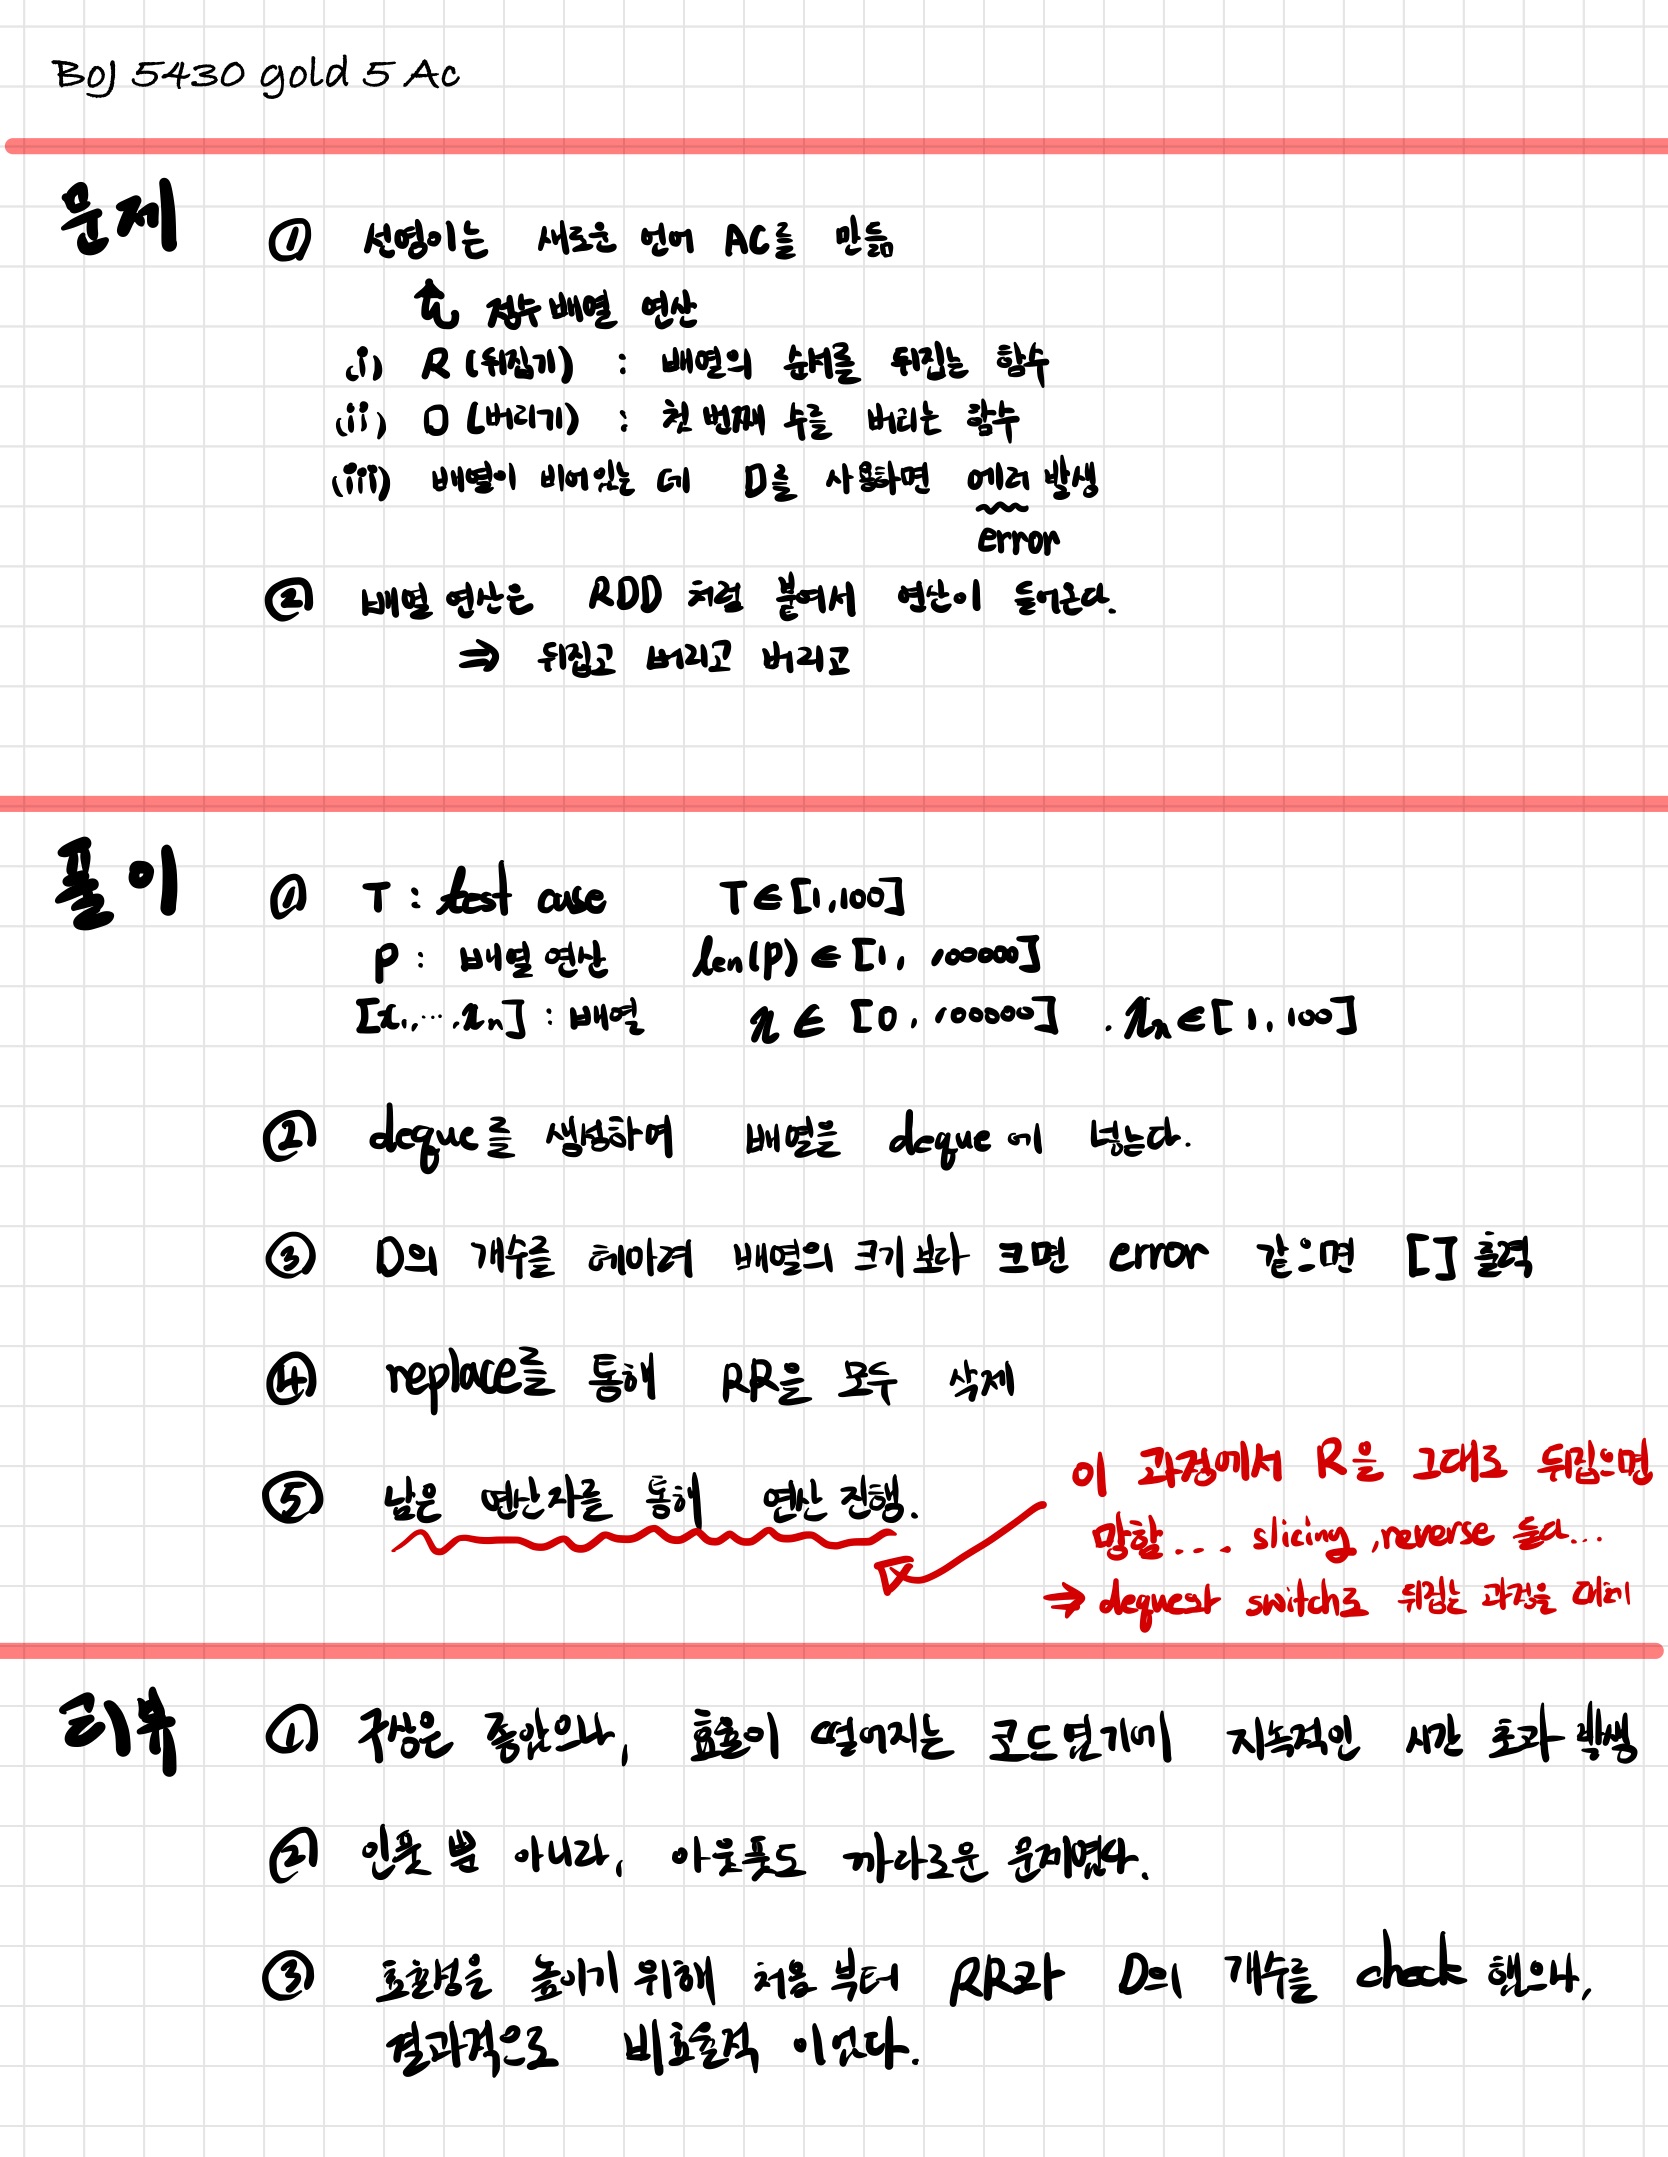 BOJ 5430 gold 5 AC
문제
① 선영이는 새로운 언어 AC를 만듦
정수 배열 연산
(i) R (뒤집기) : 배열의 순서를 뒤집는 함수
(ii) D (버리기) : 첫 번째 수를 버리는 함수
(iii) 배열이 비어있는 데 D를 사용하면 에러 발생
error
② 배열 연산은 RDD 처럼 붙여서 연산이 들어온다.
⇒ 뒤집고 버리고 버리고
풀이
① T : test case T ∈ [1,100]
P : 배열 연산 len(P) ∈ [1, 100000]
[x₁,…,xₙ] : 배열 n ∈ [0, 100000] . xₙ ∈ [1, 100]
② deque를 생성하여 배열을 deque에 넣는다.
③ D의 개수를 헤아려 배열의 크기보다 크면 error 같으면 [] 출력
④ replace를 통해 RR을 모두 삭제
⑤ 남은 연산자를 통해 연산 진행.
이 과정에서 R을 그대로 뒤집으면
망함.... slicing, reverse 둘다...
⇒ deque와 switch로 뒤집는 과정을 대체
리뷰
① 구상은 좋았으나, 효율이 떨어지는 코드였기에 지속적인 시간 초과 발생
② 인풋 뿐 아니라, 아웃풋도 까다로운 문제였다.
③ 효율성을 높이기 위해 처음 부터 RR과 D의 개수를 check 했으나,
결과적으로 비효율적 이었다.